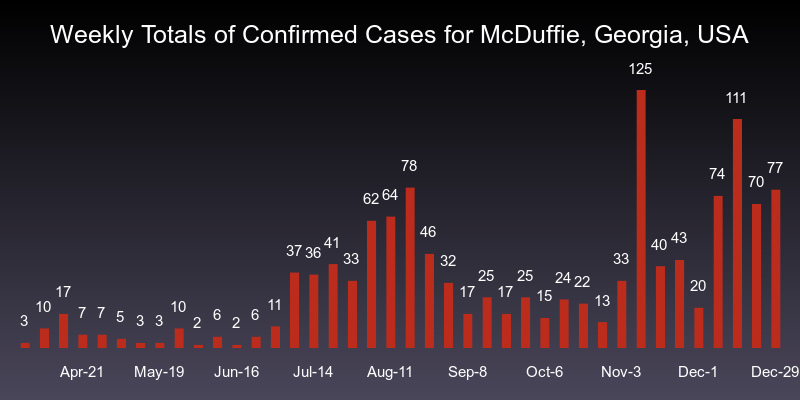 Weekly Totals of Confirmed Cases for McDuffie, Georgia, USA
3 10 17 7 7 5 3 3 10 2 6 2 6 11 37 36 41 33 62 64 78 46 32 17 25 17 25 15 24 22 13 33 125 40 43 20 74 111 70 77
Apr-21 May-19 Jun-16 Jul-14 Aug-11 Sep-8 Oct-6 Nov-3 Dec-1 Dec-29